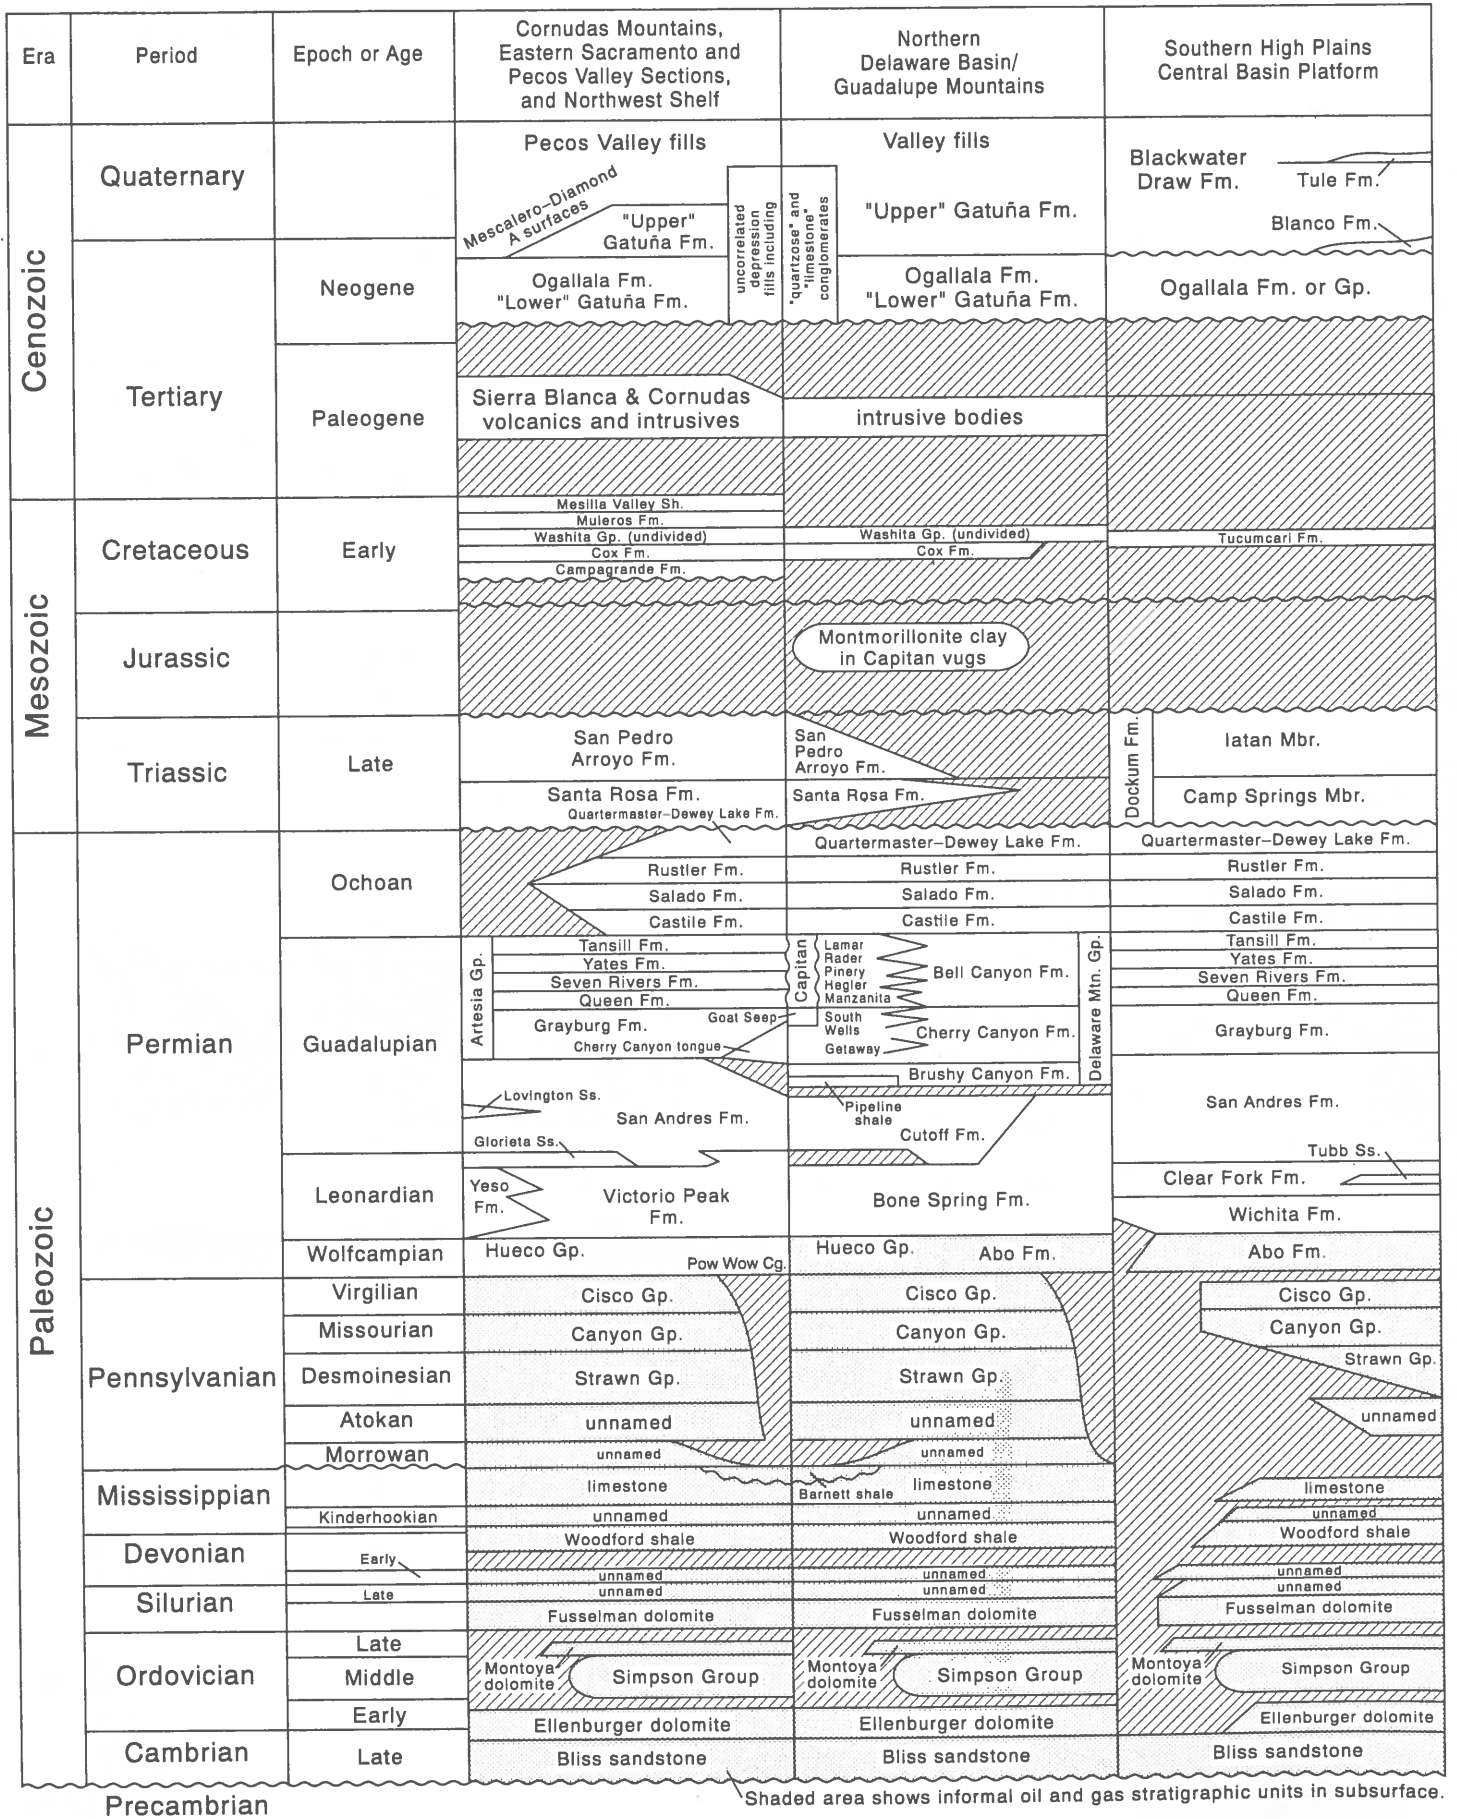 Era
Period
Epoch or Age
Cornudas Mountains,
Eastern Sacramento and
Pecos Valley Sections,
and Northwest Shelf
Northern
Delaware Basin/
Guadalupe Mountains
Southern High Plains
Central Basin Platform
Cenozoic
Quaternary
Pecos Valley fills
Mescalero–Diamond
A surfaces
"Upper"
Gatuña Fm.
uncorrelated
depression
fills including
"quartzose" and
"limestone"
conglomerates
Valley fills
"Upper" Gatuña Fm.
Blackwater
Draw Fm.
Tule Fm.
Blanco Fm.
Tertiary
Neogene
Ogallala Fm.
"Lower" Gatuña Fm.
Ogallala Fm.
"Lower" Gatuña Fm.
Ogallala Fm. or Gp.
Paleogene
Sierra Blanca & Cornudas
volcanics and intrusives
intrusive bodies
Mesozoic
Cretaceous
Early
Mesilla Valley Sh.
Muleros Fm.
Washita Gp. (undivided)
Cox Fm.
Campagrande Fm.
Washita Gp. (undivided)
Cox Fm.
Tucumcari Fm.
Jurassic
Montmorillonite clay
in Capitan vugs
Triassic
Late
San Pedro
Arroyo Fm.
Santa Rosa Fm.
San
Pedro
Arroyo Fm.
Santa Rosa Fm.
Dockum Fm.
Iatan Mbr.
Camp Springs Mbr.
Paleozoic
Permian
Ochoan
Quartermaster–Dewey Lake Fm.
Rustler Fm.
Salado Fm.
Castile Fm.
Quartermaster–Dewey Lake Fm.
Rustler Fm.
Salado Fm.
Castile Fm.
Quartermaster–Dewey Lake Fm.
Rustler Fm.
Salado Fm.
Castile Fm.
Guadalupian
Artesia Gp.
Tansill Fm.
Yates Fm.
Seven Rivers Fm.
Queen Fm.
Grayburg Fm.
Goat Seep
Cherry Canyon tongue
Lovington Ss.
San Andres Fm.
Glorieta Ss.
Capitan
Lamar
Rader
Pinery
Hegler
Manzanita
South
Wells
Getaway
Bell Canyon Fm.
Cherry Canyon Fm.
Brushy Canyon Fm.
Delaware Mtn. Gp.
Pipeline
shale
Cutoff Fm.
Tansill Fm.
Yates Fm.
Seven Rivers Fm.
Queen Fm.
Grayburg Fm.
San Andres Fm.
Tubb Ss.
Leonardian
Yeso
Fm.
Victorio Peak
Fm.
Bone Spring Fm.
Clear Fork Fm.
Wichita Fm.
Wolfcampian
Hueco Gp.
Pow Wow Cg.
Hueco Gp.
Abo Fm.
Abo Fm.
Pennsylvanian
Virgilian
Cisco Gp.
Cisco Gp.
Cisco Gp.
Missourian
Canyon Gp.
Canyon Gp.
Canyon Gp.
Desmoinesian
Strawn Gp.
Strawn Gp.
Strawn Gp.
Atokan
unnamed
unnamed
unnamed
Morrowan
unnamed
unnamed
Mississippian
limestone
Barnett shale
limestone
limestone
Kinderhookian
unnamed
unnamed
unnamed
Devonian
Woodford shale
Woodford shale
Woodford shale
Early
unnamed
unnamed
unnamed
Silurian
Late
unnamed
unnamed
unnamed
Fusselman dolomite
Fusselman dolomite
Fusselman dolomite
Ordovician
Late
Middle
Early
Montoya
dolomite
Simpson Group
Ellenburger dolomite
Montoya
dolomite
Simpson Group
Ellenburger dolomite
Montoya
dolomite
Simpson Group
Ellenburger dolomite
Cambrian
Late
Bliss sandstone
Bliss sandstone
Bliss sandstone
Precambrian
Shaded area shows informal oil and gas stratigraphic units in subsurface.